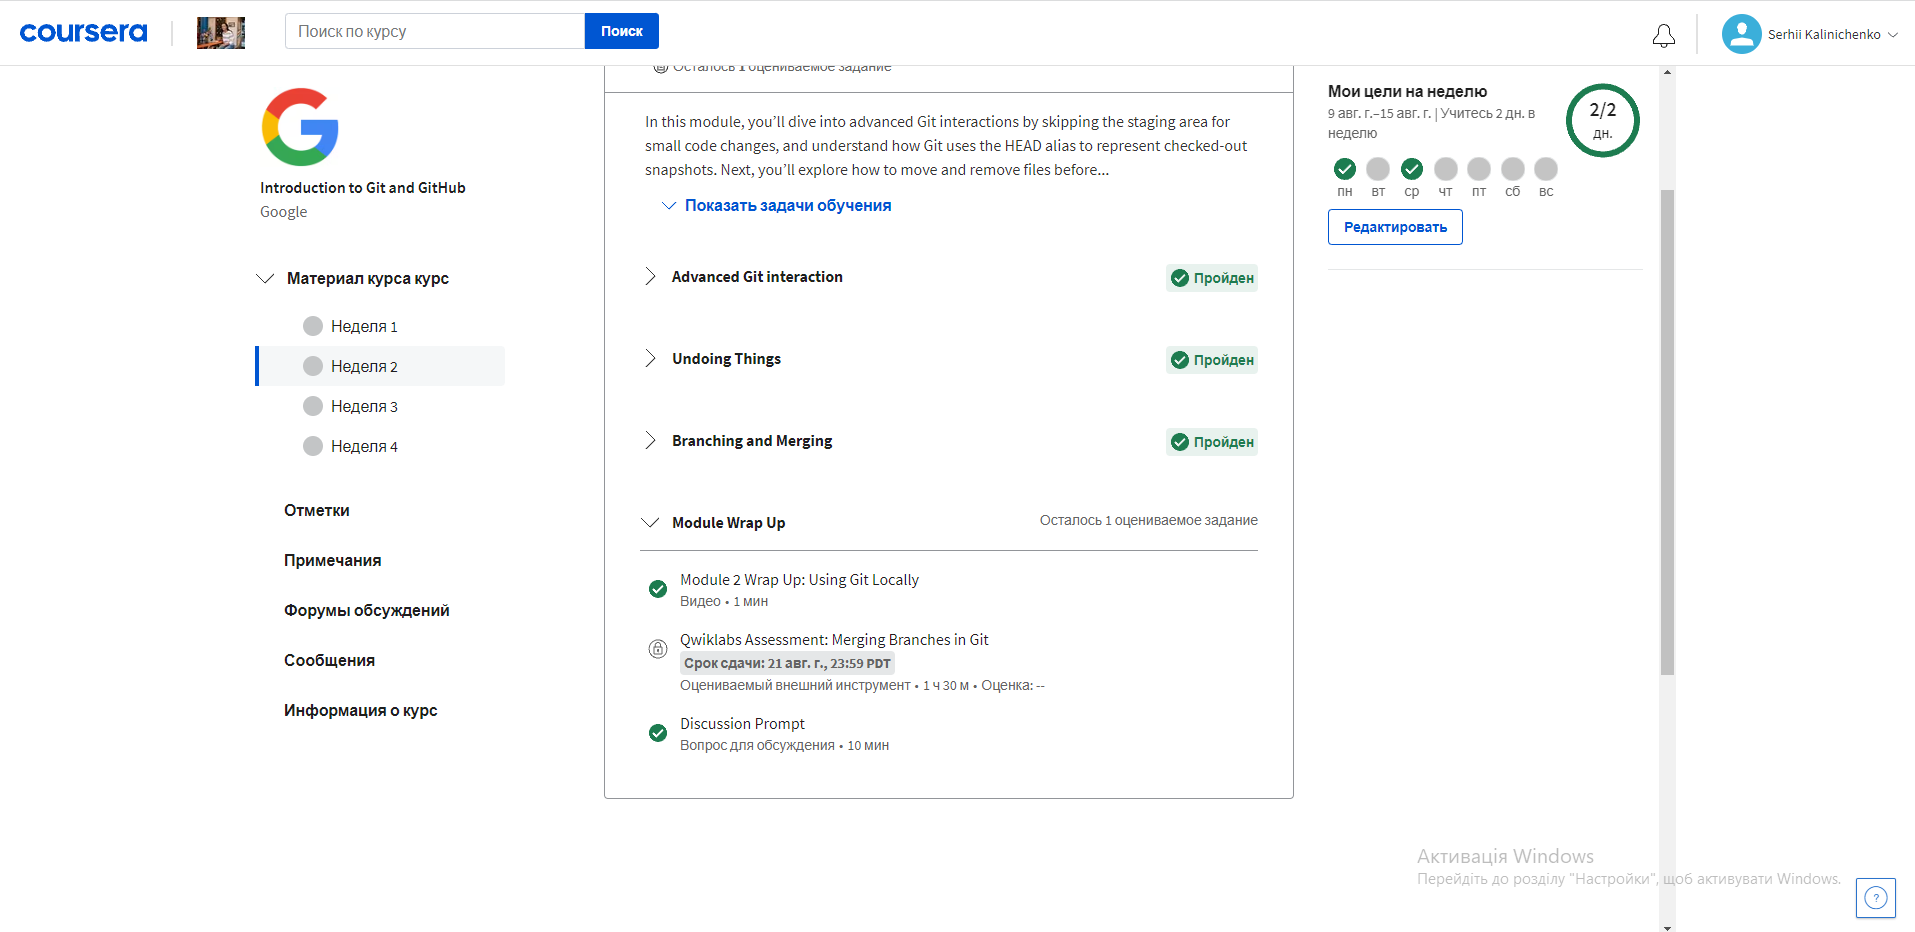 coursera
Поиск по курсу
Поиск
Serhii Kalinichenko
Introduction to Git and GitHub
Google
Материал курса курс
Неделя 1
Неделя 2
Неделя 3
Неделя 4
Отметки
Примечания
Форумы обсуждений
Сообщения
Информация о курс
Осталось 1 оцениваемое задание
In this module, you’ll dive into advanced Git interactions by skipping the staging area for
small code changes, and understand how Git uses the HEAD alias to represent checked-out
snapshots. Next, you’ll explore how to move and remove files before...
Показать задачи обучения
Advanced Git interaction
Пройден
Undoing Things
Пройден
Branching and Merging
Пройден
Module Wrap Up
Осталось 1 оцениваемое задание
Module 2 Wrap Up: Using Git Locally
Видео • 1 мин
Qwiklabs Assessment: Merging Branches in Git
Срок сдачи: 21 авг. г., 23:59 PDT
Оцениваемый внешний инструмент • 1 ч 30 м • Оценка: --
Discussion Prompt
Вопрос для обсуждения • 10 мин
Мои цели на неделю
9 авг. г.–15 авг. г. | Учитесь 2 дн. в
неделю
2/2
дн.
пн вт ср чт пт сб вс
Редактировать
Активація Windows
Перейдіть до розділу "Настройки", щоб активувати Windows.
?